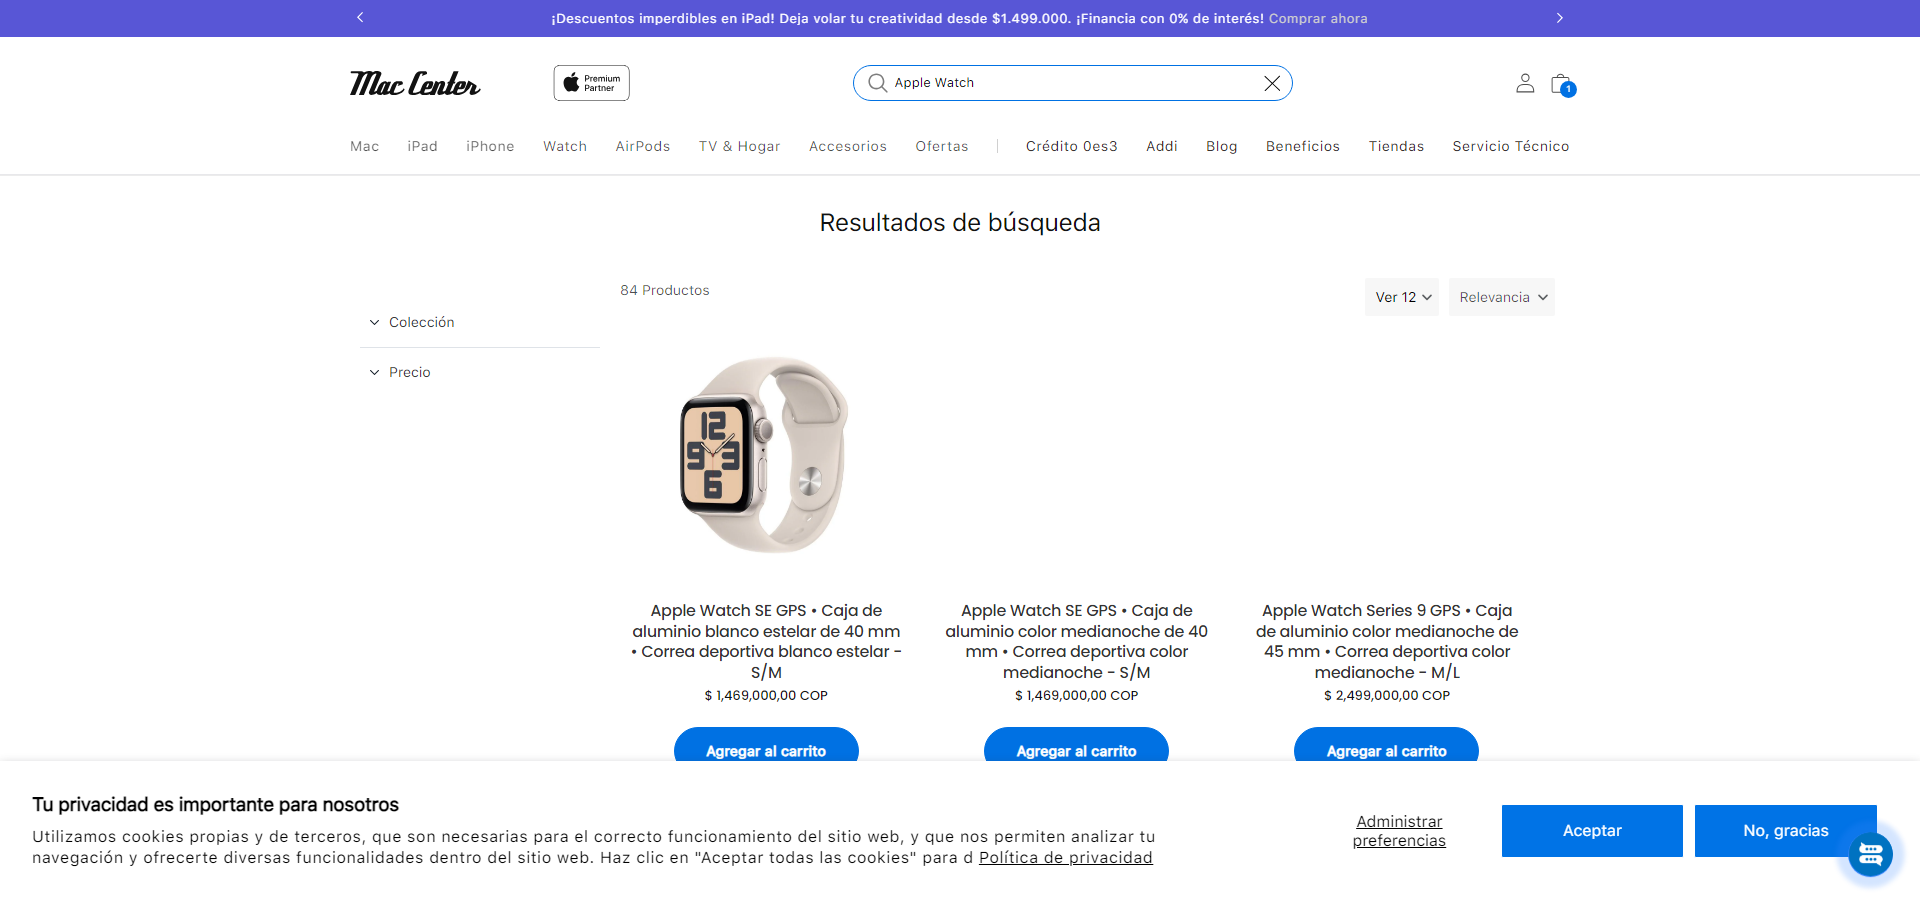 ¡Descuentos imperdibles en iPad! Deja volar tu creatividad desde $1.499.000. ¡Financia con 0% de interés! Comprar ahora
Mac Center
Premium
Partner
Apple Watch
1
Mac iPad iPhone Watch AirPods TV & Hogar Accesorios Ofertas Crédito 0es3 Addi Blog Beneficios Tiendas Servicio Técnico
Resultados de búsqueda
84 Productos
Ver 12
Relevancia
Colección
Precio
12
9 3
6
Apple Watch SE GPS • Caja de
aluminio blanco estelar de 40 mm
• Correa deportiva blanco estelar -
S/M
$ 1,469,000,00 COP
Agregar al carrito
Apple Watch SE GPS • Caja de
aluminio color medianoche de 40
mm • Correa deportiva color
medianoche - S/M
$ 1,469,000,00 COP
Agregar al carrito
Apple Watch Series 9 GPS • Caja
de aluminio color medianoche de
45 mm • Correa deportiva color
medianoche - M/L
$ 2,499,000,00 COP
Agregar al carrito
Tu privacidad es importante para nosotros
Utilizamos cookies propias y de terceros, que son necesarias para el correcto funcionamiento del sitio web, y que nos permiten analizar tu
navegación y ofrecerte diversas funcionalidades dentro del sitio web. Haz clic en "Aceptar todas las cookies" para d Política de privacidad
Administrar
preferencias
Aceptar
No, gracias